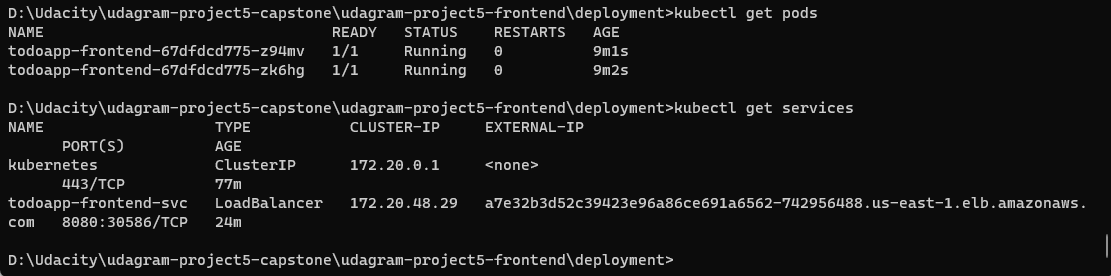 D:\Udacity\udagram-project5-capstone\udagram-project5-frontend\deployment>kubectl get pods
NAME                                READY   STATUS    RESTARTS   AGE
todoapp-frontend-67dfdcd775-z94mv   1/1     Running   0          9m1s
todoapp-frontend-67dfdcd775-zk6hg   1/1     Running   0          9m2s
D:\Udacity\udagram-project5-capstone\udagram-project5-frontend\deployment>kubectl get services
NAME                   TYPE           CLUSTER-IP     EXTERNAL-IP
      PORT(S)          AGE
kubernetes             ClusterIP      172.20.0.1     <none>
      443/TCP          77m
todoapp-frontend-svc   LoadBalancer   172.20.48.29   a7e32b3d52c39423e96a86ce691a6562-742956488.us-east-1.elb.amazonaws.
com   8080:30586/TCP   24m
D:\Udacity\udagram-project5-capstone\udagram-project5-frontend\deployment>